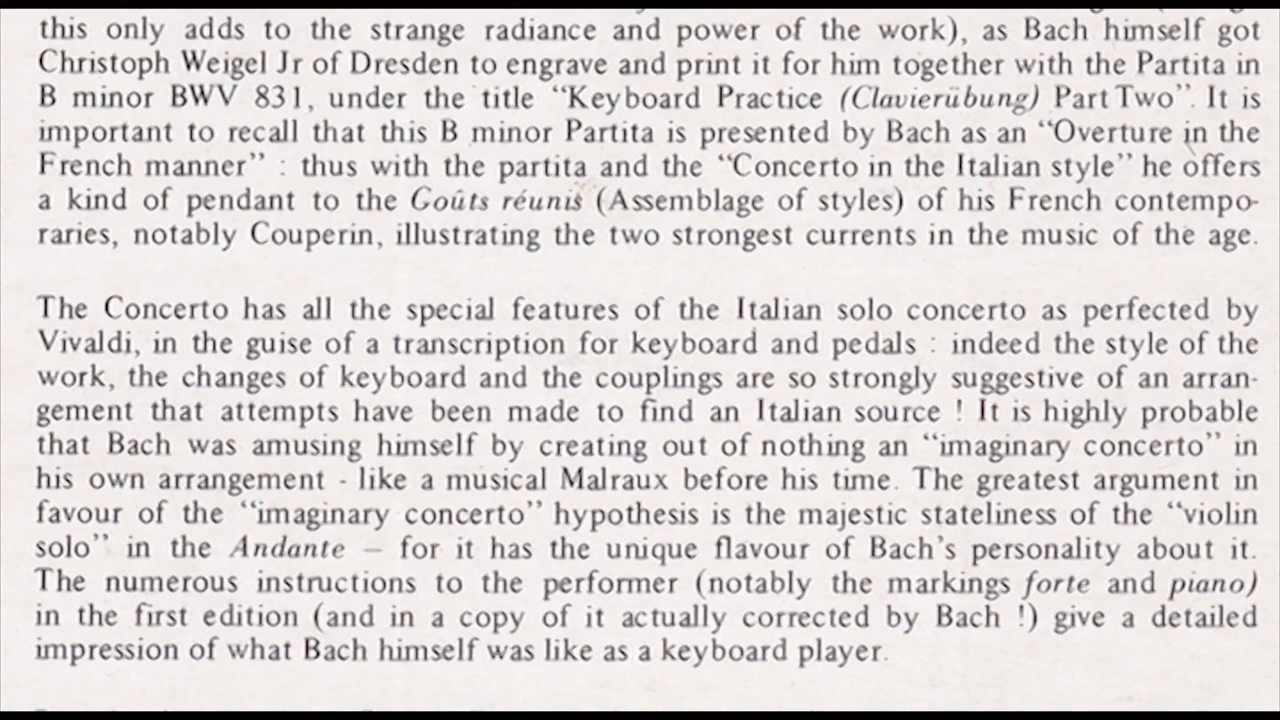 this only adds to the strange radiance and power of the work), as Bach himself got
Christoph Weigel Jr of Dresden to engrave and print it for him together with the Partita in
B minor BWV 831, under the title “Keyboard Practice (Clavierübung) Part Two”. It is
important to recall that this B minor Partita is presented by Bach as an “Overture in the
French manner” : thus with the partita and the “Concerto in the Italian style” he offers
a kind of pendant to the Goûts réunis (Assemblage of styles) of his French contempo-
raries, notably Couperin, illustrating the two strongest currents in the music of the age.
The Concerto has all the special features of the Italian solo concerto as perfected by
Vivaldi, in the guise of a transcription for keyboard and pedals : indeed the style of the
work, the changes of keyboard and the couplings are so strongly suggestive of an arran-
gement that attempts have been made to find an Italian source ! It is highly probable
that Bach was amusing himself by creating out of nothing an “imaginary concerto” in
his own arrangement - like a musical Malraux before his time. The greatest argument in
favour of the “imaginary concerto” hypothesis is the majestic stateliness of the “violin
solo” in the Andante – for it has the unique flavour of Bach’s personality about it.
The numerous instructions to the performer (notably the markings forte and piano)
in the first edition (and in a copy of it actually corrected by Bach !) give a detailed
impression of what Bach himself was like as a keyboard player.